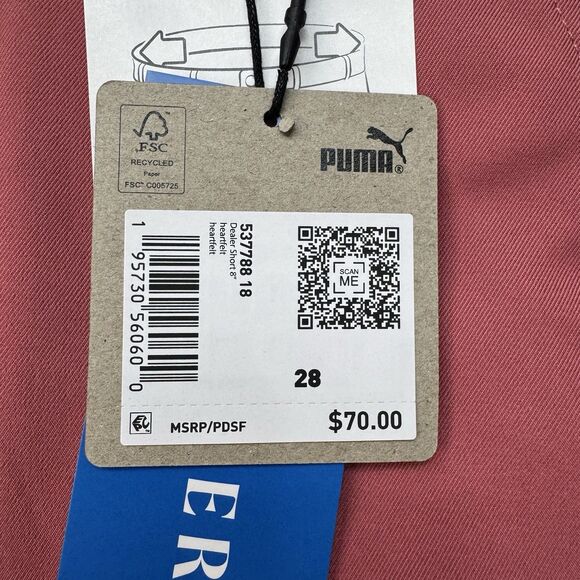 FSC
RECYCLED
Paper
FSC® C005725
PUMA®
537788 18
Dealer Short 8"
heartfelt
heartfelt
1 95730 56060 0
SCAN
ME
28
MSRP/PDSF
$70.00
ER